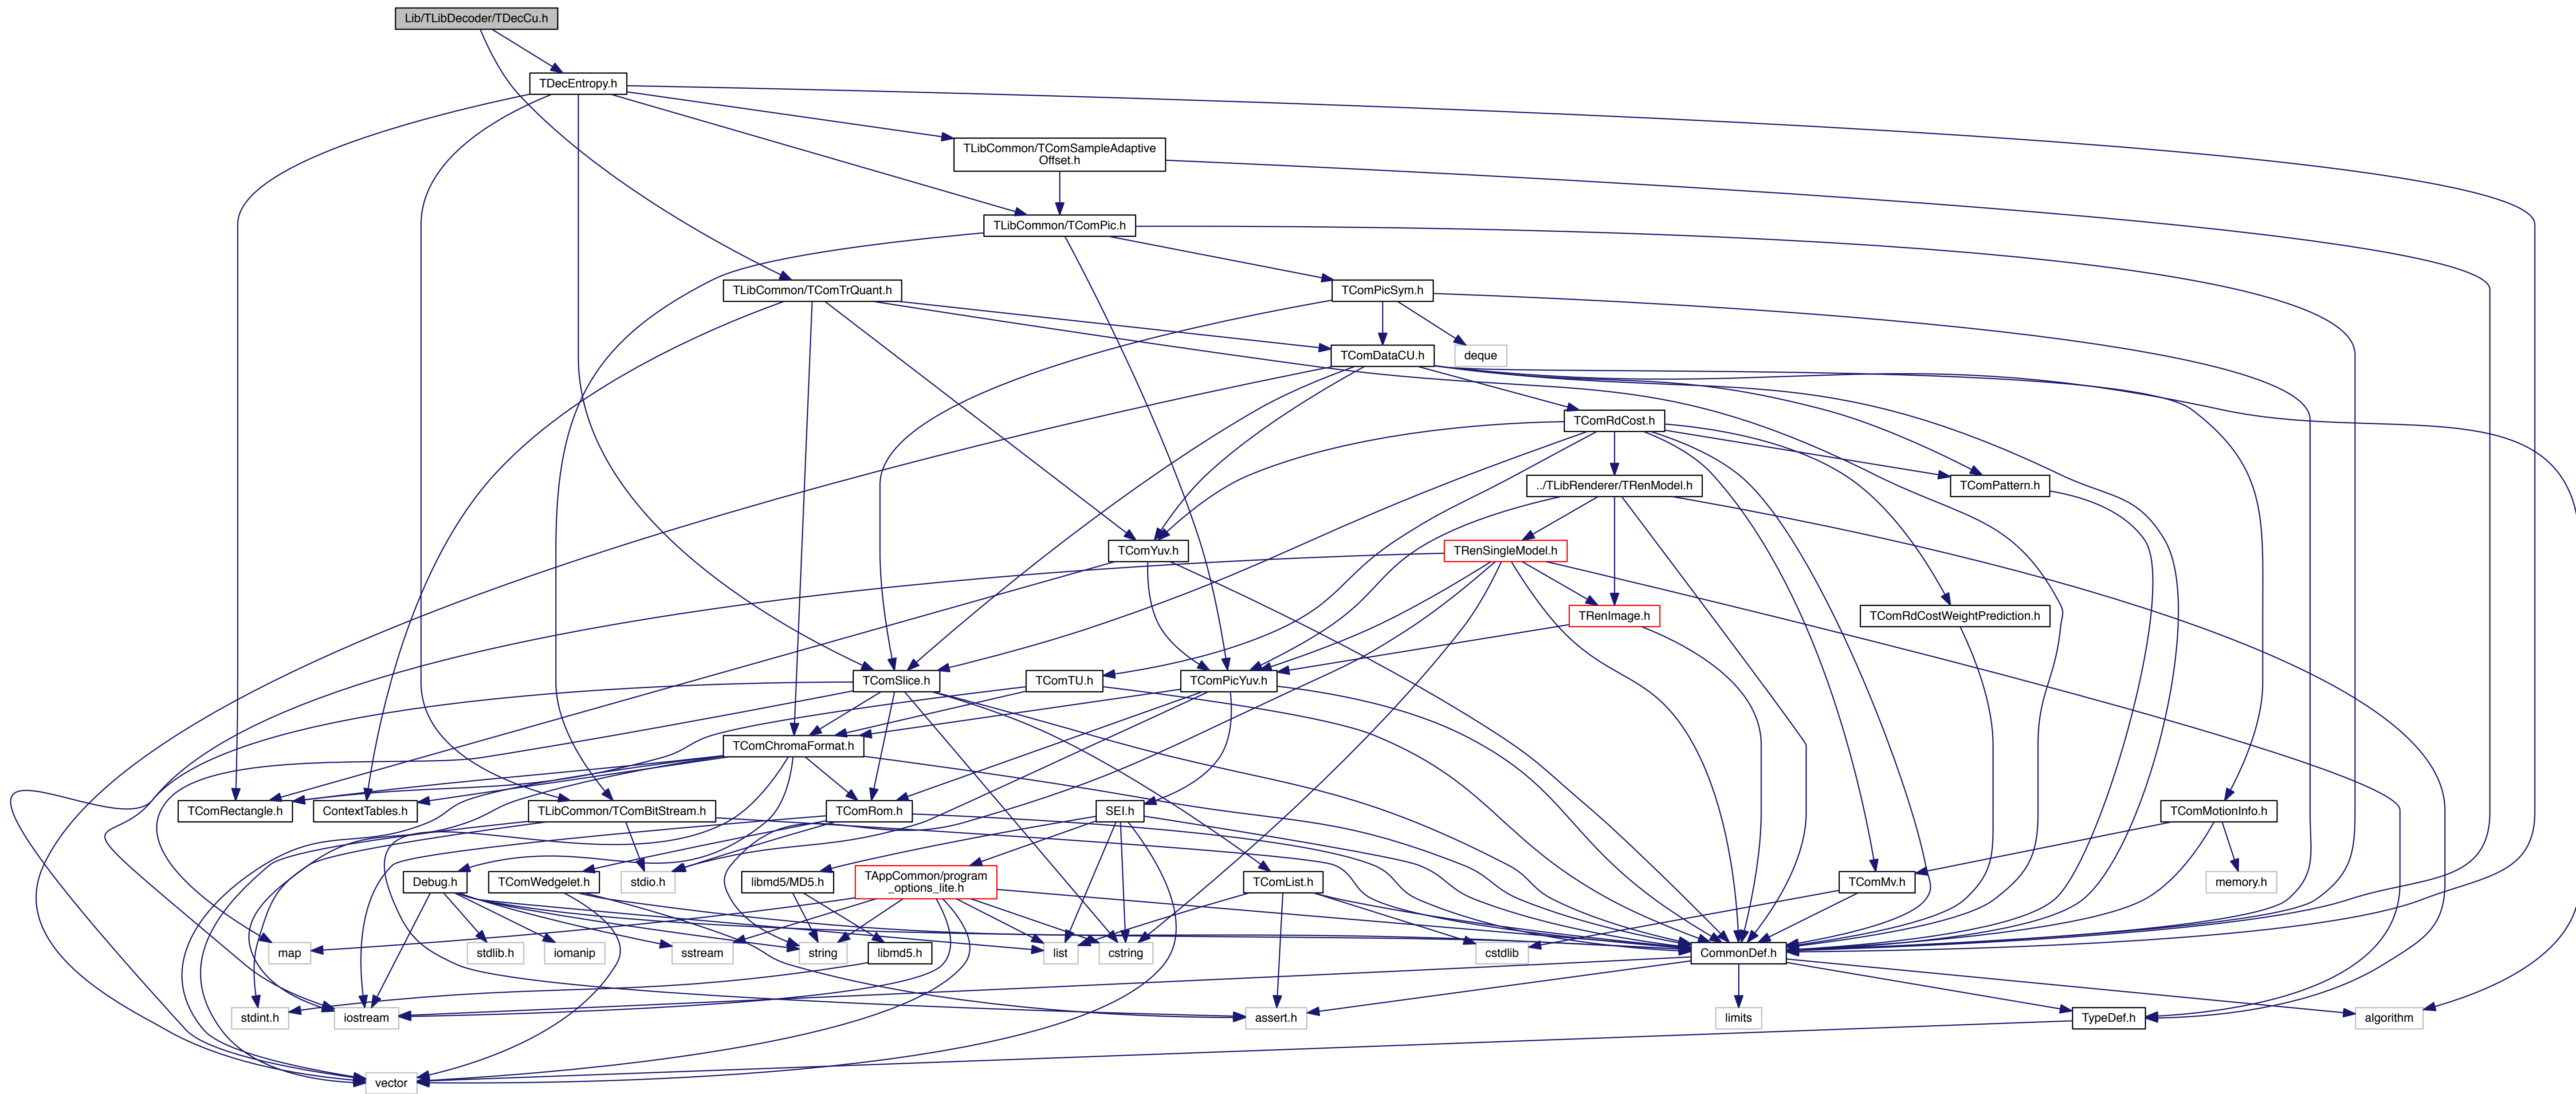 Lib/TLibDecoder/TDecCu.h
TDecEntropy.h
TLibCommon/TComSampleAdaptive
Offset.h
TLibCommon/TComPic.h
TLibCommon/TComTrQuant.h
TComPicSym.h
TComDataCU.h
deque
TComRdCost.h
../TLibRenderer/TRenModel.h
TComPattern.h
TComYuv.h
TRenSingleModel.h
TRenImage.h
TComRdCostWeightPrediction.h
TComSlice.h
TComTU.h
TComPicYuv.h
TComChromaFormat.h
TComRectangle.h
ContextTables.h
TLibCommon/TComBitStream.h
TComRom.h
SEI.h
TComMotionInfo.h
Debug.h
TComWedgelet.h
stdio.h
libmd5/MD5.h
TAppCommon/program
_options_lite.h
TComList.h
TComMv.h
memory.h
map
stdlib.h
iomanip
sstream
string
libmd5.h
list
cstring
cstdlib
CommonDef.h
stdint.h
iostream
assert.h
limits
TypeDef.h
algorithm
vector